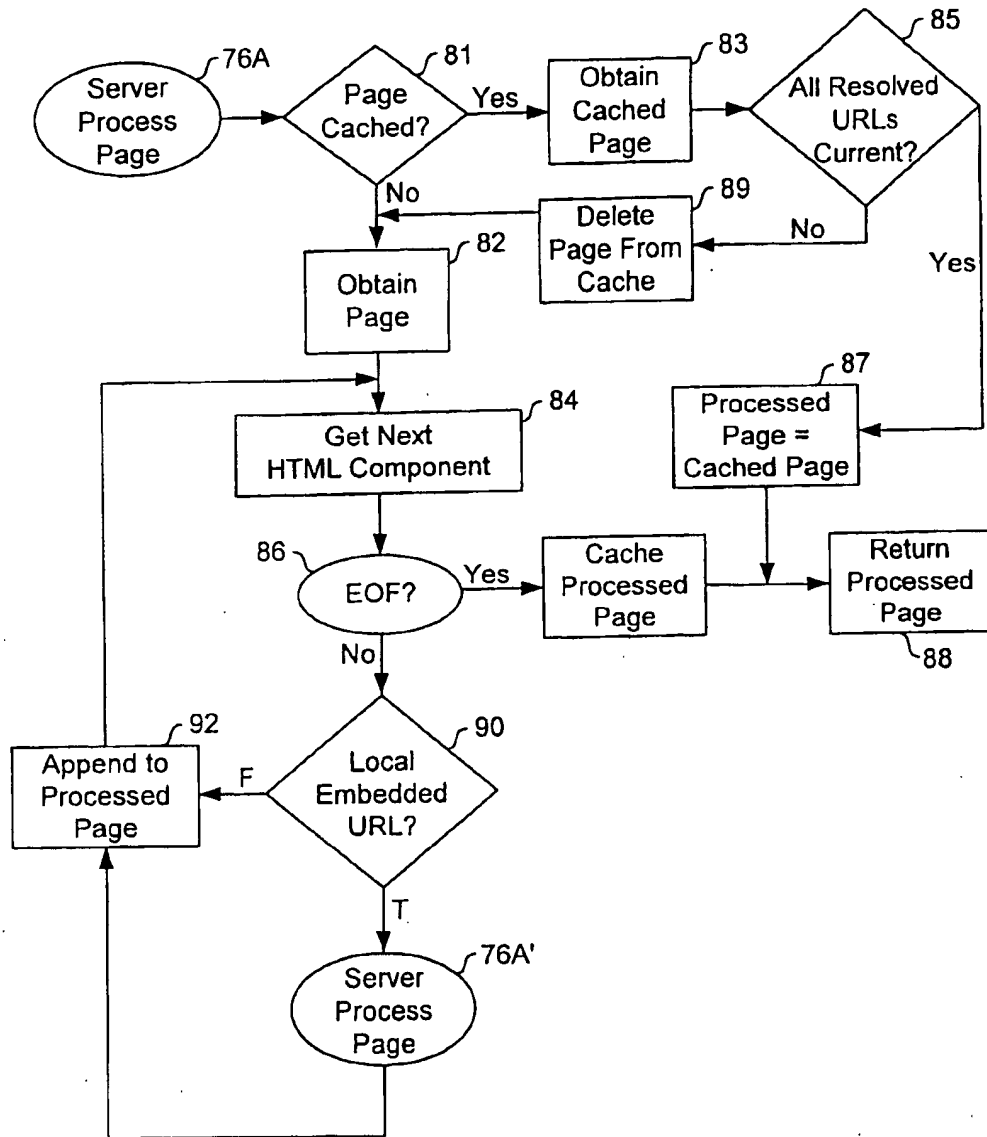 76A
Server
Process
Page
81
Page
Cached?
Yes
83
Obtain
Cached
Page
85
All Resolved
URLs
Current?
No
89
Delete
Page From
Cache
No
Yes
82
Obtain
Page
84
Get Next
HTML Component
87
Processed
Page =
Cached Page
86
EOF?
Yes
Cache
Processed
Page
Return
Processed
Page
88
No
90
Local
Embedded
URL?
F
92
Append to
Processed
Page
T
76A'
Server
Process
Page